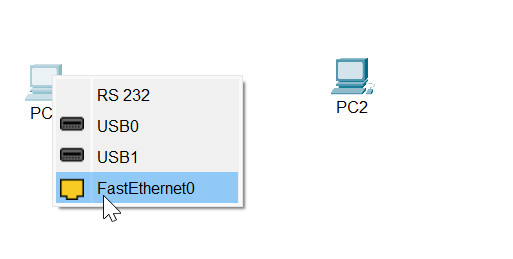 RS 232
PC
PC2
USB0
USB1
FastEthernet0